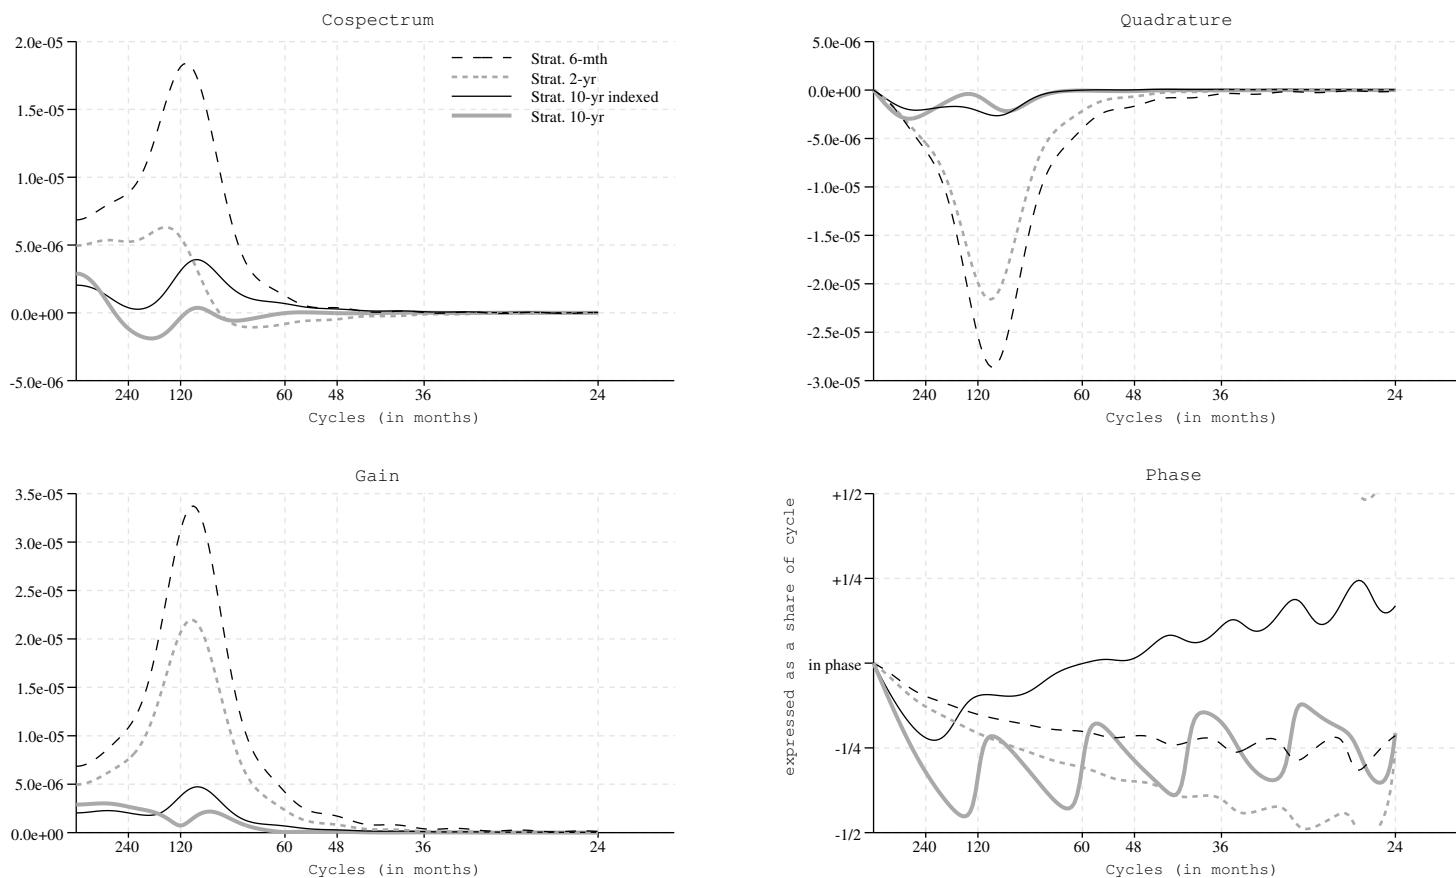 Cospectrum
2.0e-05
1.5e-05
1.0e-05
5.0e-06
0.0e+00
-5.0e-06
Strat. 6-mth
Strat. 2-yr
Strat. 10-yr indexed
Strat. 10-yr
240 120 60 48 36 24
Cycles (in months)
Quadrature
5.0e-06
0.0e+00
-5.0e-06
-1.0e-05
-1.5e-05
-2.0e-05
-2.5e-05
-3.0e-05
240 120 60 48 36 24
Cycles (in months)
Gain
3.5e-05
3.0e-05
2.5e-05
2.0e-05
1.5e-05
1.0e-05
5.0e-06
0.0e+00
240 120 60 48 36 24
Cycles (in months)
Phase
expressed as a share of cycle
+1/2
+1/4
in phase
-1/4
-1/2
240 120 60 48 36 24
Cycles (in months)